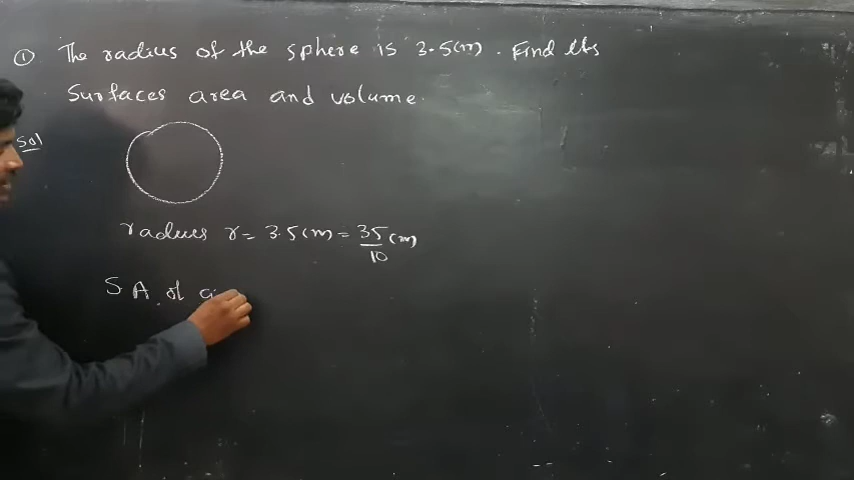 ① The radius of the sphere is 3.5cm. Find its
Surfaces area and volume.
Sol
radius r = 3.5cm = 35/10 cm
S A of a